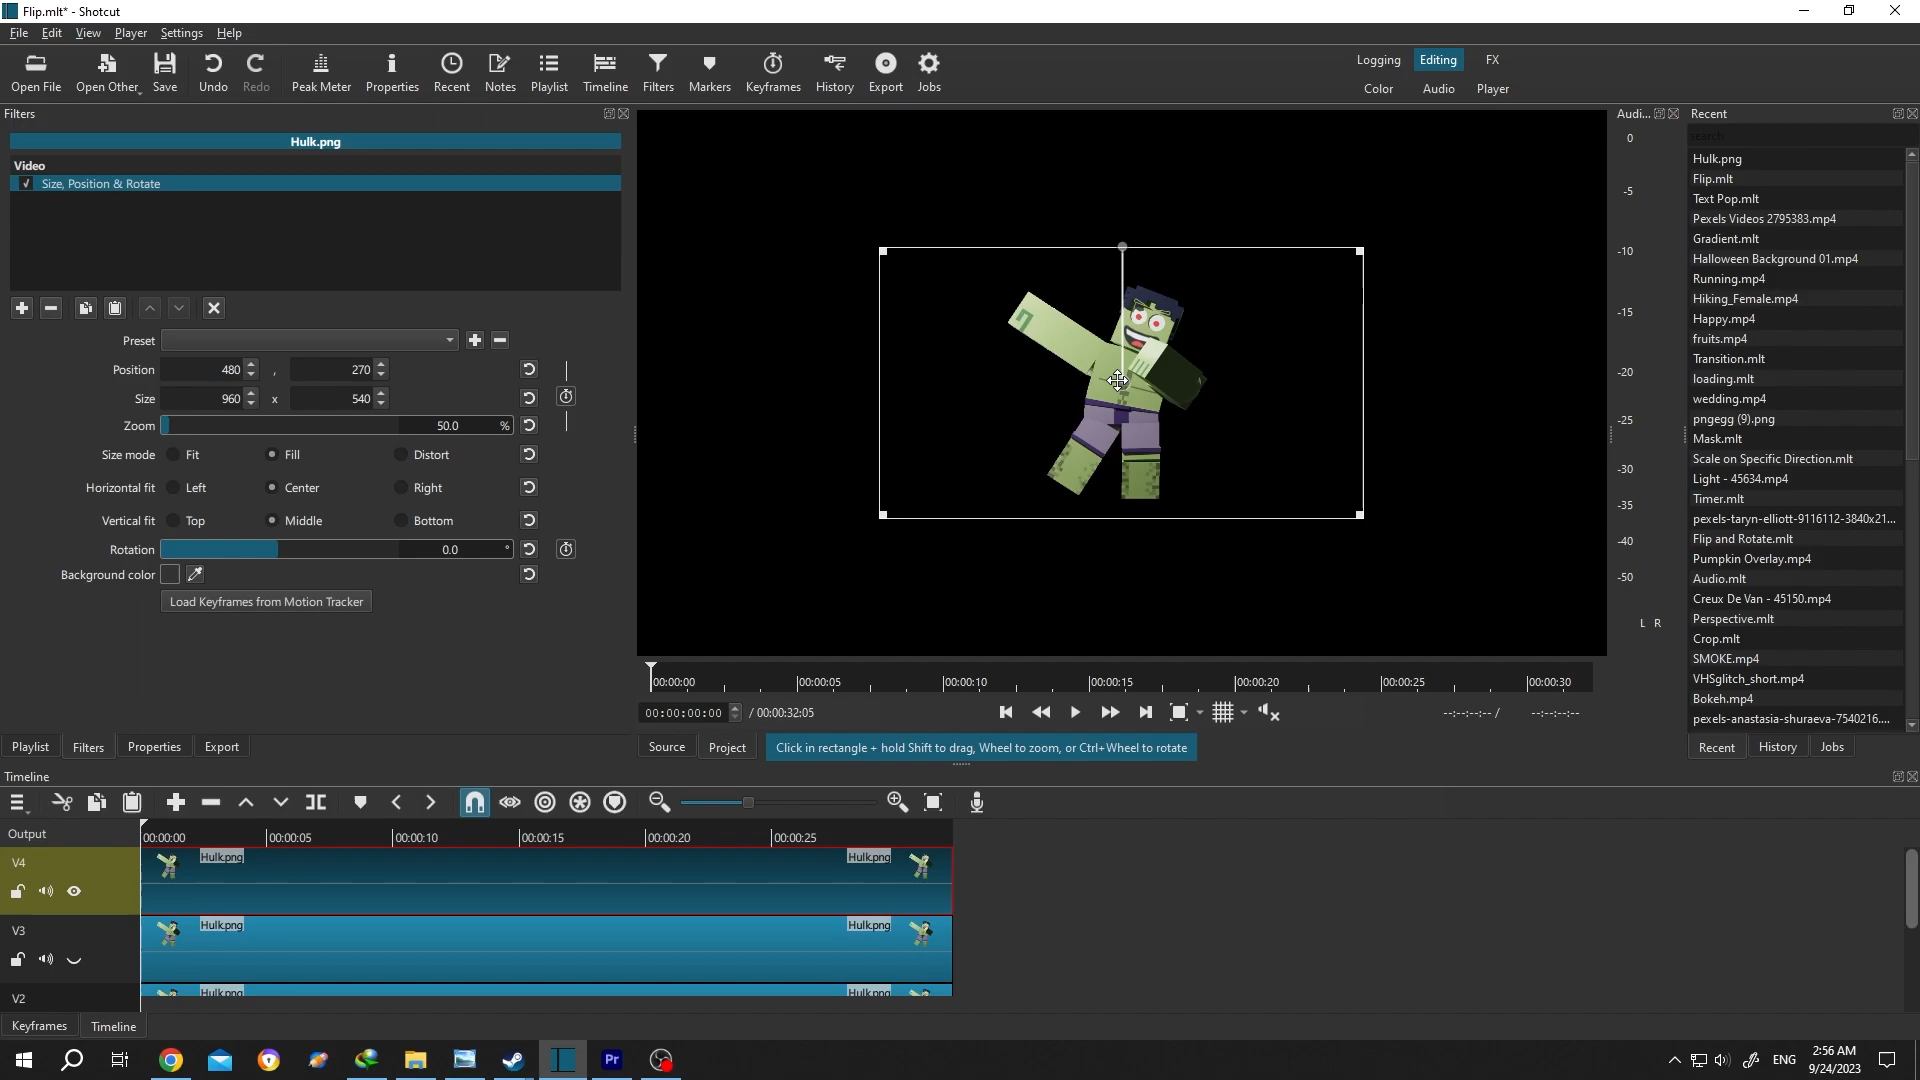 Flip.mlt* - Shotcut
File Edit View Player Settings Help
Open File Open Other Save Undo Redo Peak Meter Properties Recent Notes Playlist Timeline Filters Markers Keyframes History Export Jobs
Logging Editing FX
Color Audio Player
Filters
Hulk.png
Video
Size, Position & Rotate
Preset
Position 480 , 270
Size 960 x 540
Zoom 50.0 %
Size mode Fit Fill Distort
Horizontal fit Left Center Right
Vertical fit Top Middle Bottom
Rotation 0.0 °
Background color
Load Keyframes from Motion Tracker
Playlist Filters Properties Export
00:00:00 00:00:05 00:00:10 00:00:15 00:00:20 00:00:25 00:00:30
00:00:00:00 / 00:00:32:05
--:--:--:-- / --:--:--:--
Source Project Click in rectangle + hold Shift to drag, Wheel to zoom, or Ctrl+Wheel to rotate
Audi...
0
-5
-10
-15
-20
-25
-30
-35
-40
-50
L R
Recent
search
Hulk.png
Flip.mlt
Text Pop.mlt
Pexels Videos 2795383.mp4
Gradient.mlt
Halloween Background 01.mp4
Running.mp4
Hiking_Female.mp4
Happy.mp4
fruits.mp4
Transition.mlt
loading.mlt
wedding.mp4
pngegg (9).png
Mask.mlt
Scale on Specific Direction.mlt
Light - 45634.mp4
Timer.mlt
pexels-taryn-elliott-9116112-3840x21...
Flip and Rotate.mlt
Pumpkin Overlay.mp4
Audio.mlt
Creux De Van - 45150.mp4
Perspective.mlt
Crop.mlt
SMOKE.mp4
VHSglitch_short.mp4
Bokeh.mp4
pexels-anastasia-shuraeva-7540216....
Recent History Jobs
Timeline
Output
00:00:00 00:00:05 00:00:10 00:00:15 00:00:20 00:00:25
V4
Hulk.png Hulk.png
V3
Hulk.png Hulk.png
V2
Hulk.png Hulk.png
Keyframes Timeline
Pr
ENG
2:56 AM
9/24/2023